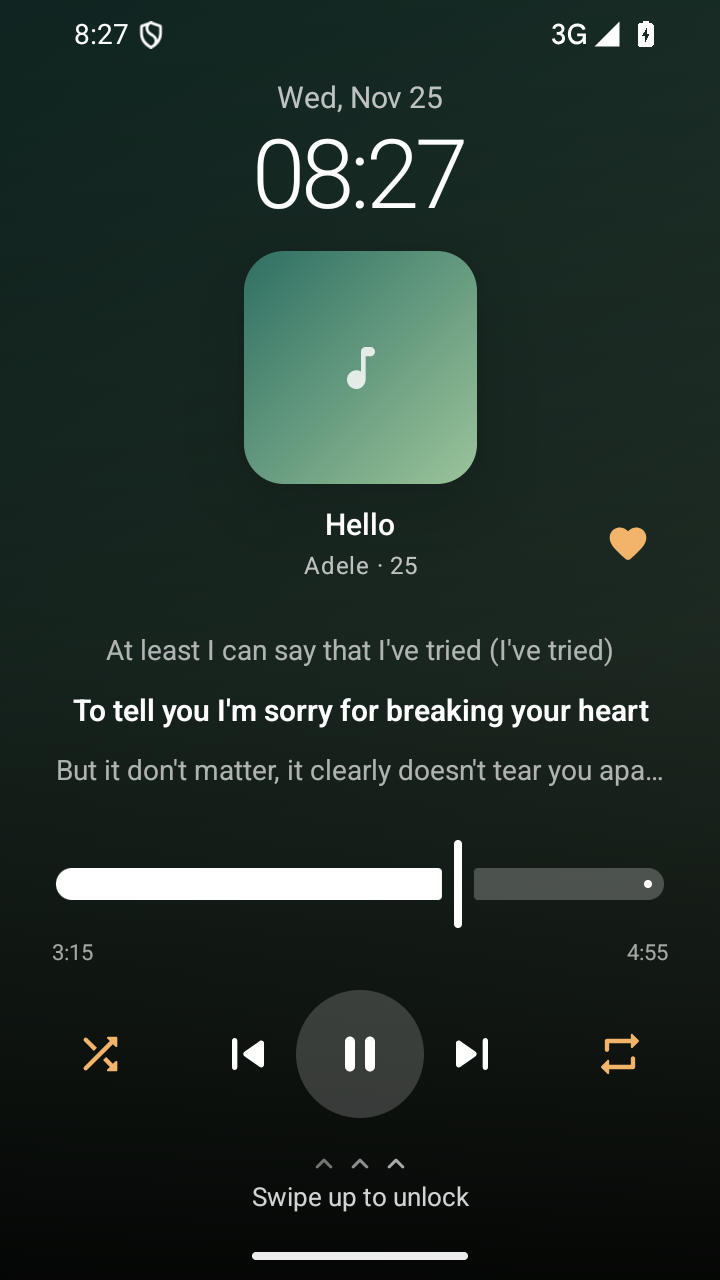 8:27
3G
Wed, Nov 25
08:27
Hello
Adele · 25
At least I can say that I've tried (I've tried)
To tell you I'm sorry for breaking your heart
But it don't matter, it clearly doesn't tear you apa...
3:15
4:55
Swipe up to unlock